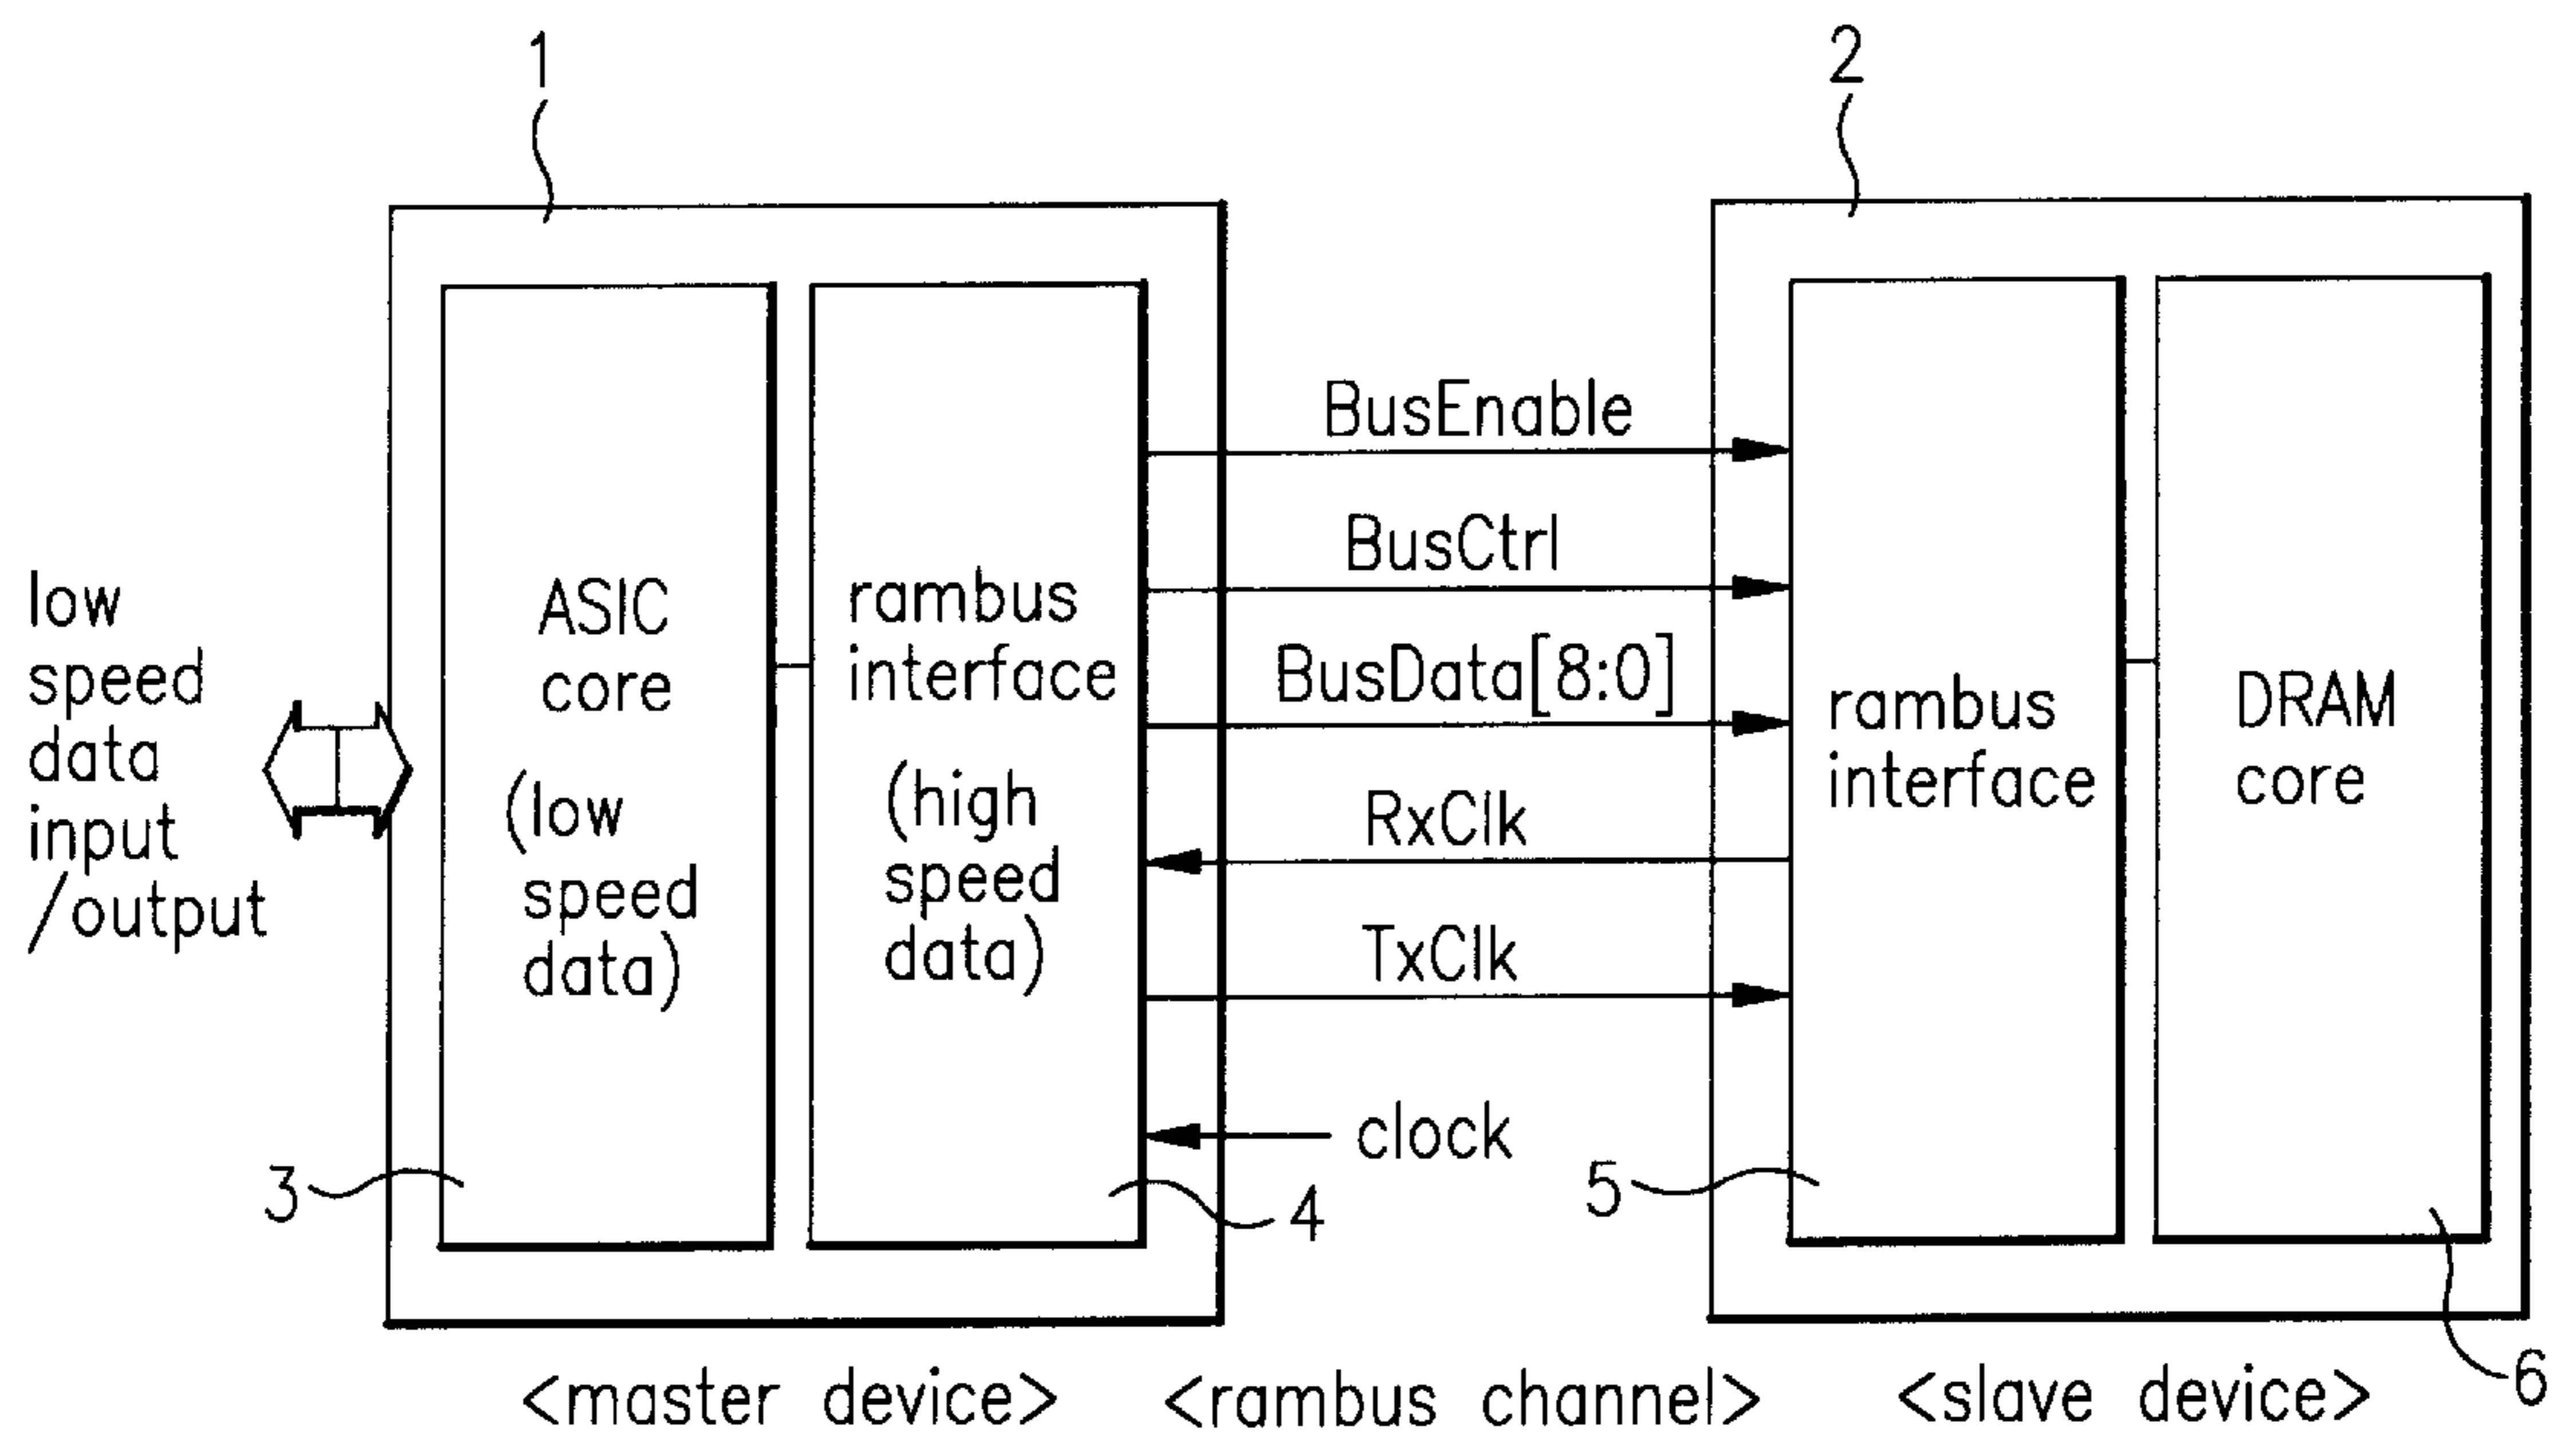 1
2
low
speed
data
input
/output
ASIC
core
(low
speed
data)
rambus
interface
(high
speed
data)
BusEnable
BusCtrl
BusData[8:0]
RxClk
TxClk
clock
rambus
interface
DRAM
core
3
4
5
6
<master device>
<rambus channel>
<slave device>